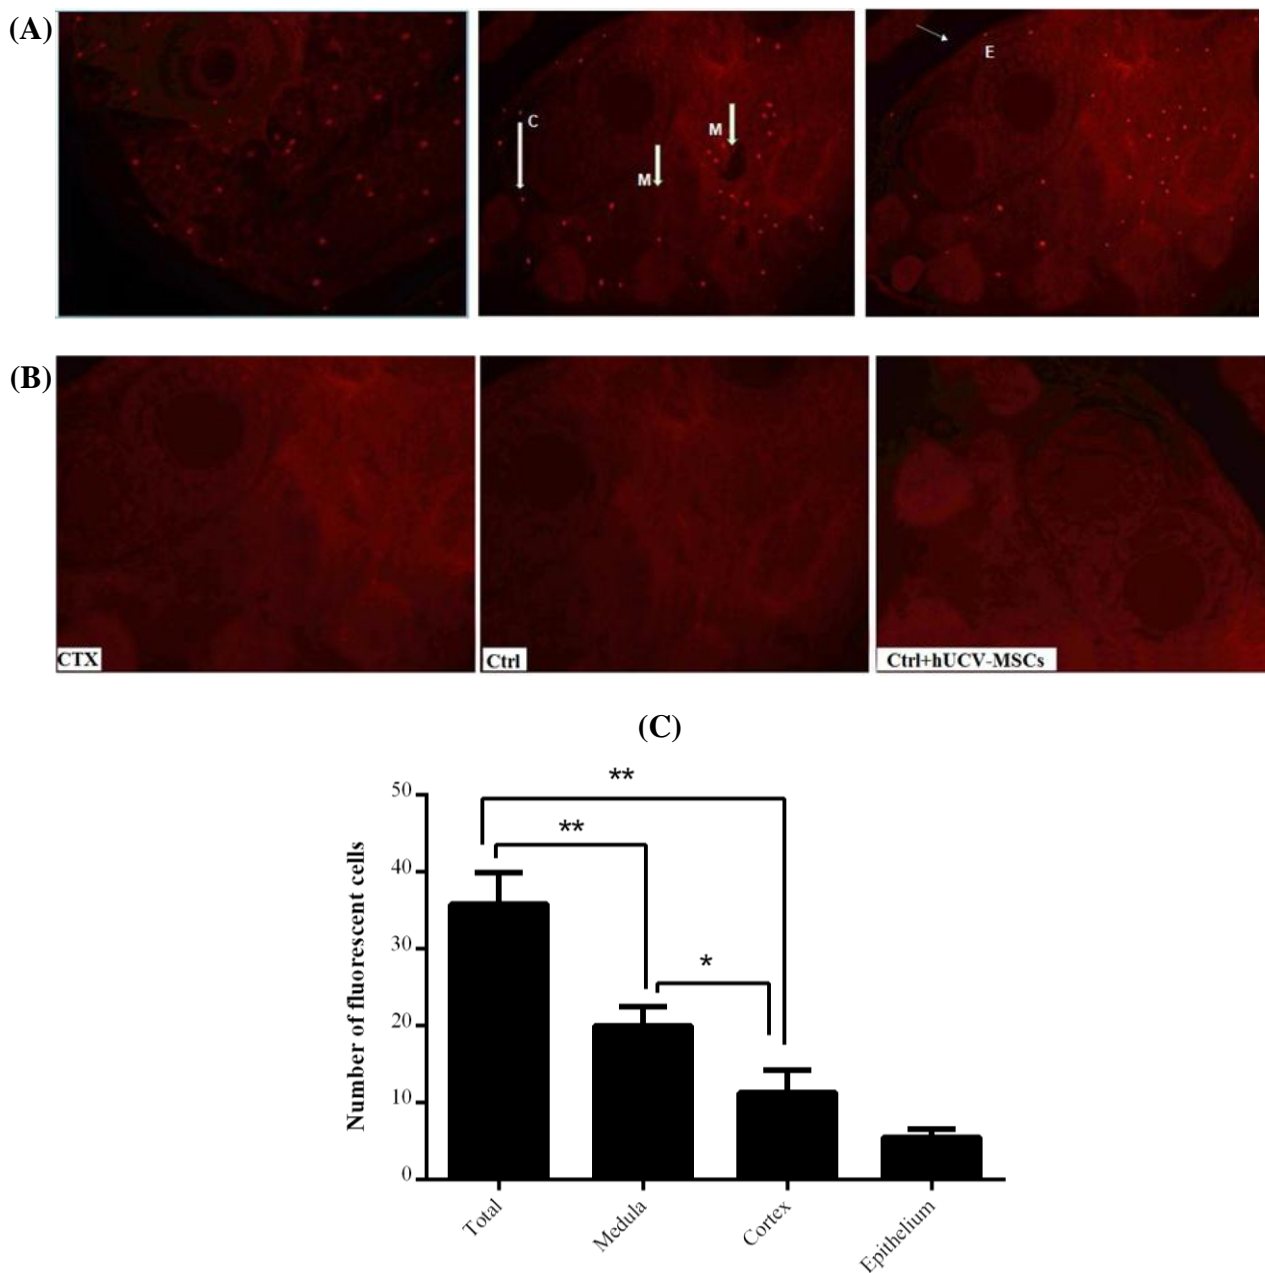 (A)
C
M
M
E
(B)
CTX
Ctrl
Ctrl+hUCV-MSCs
(C)
**
**
*
Number of fluorescent cells
50
40
30
20
10
0
Total
Medula
Cortex
Epithelium